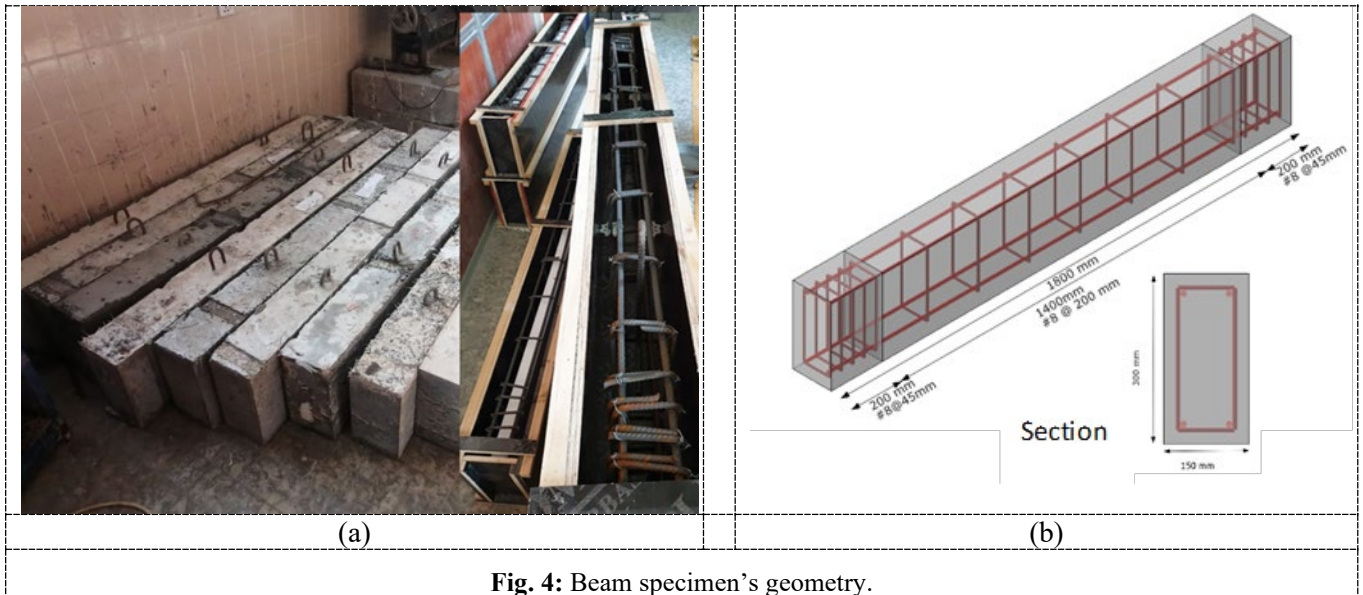 200 mm
#8 @45mm
1800 mm
1400mm
#8 @ 200 mm
200 mm
#8@45mm
300 mm
Section
150 mm
(a)
(b)
Fig. 4: Beam specimen’s geometry.